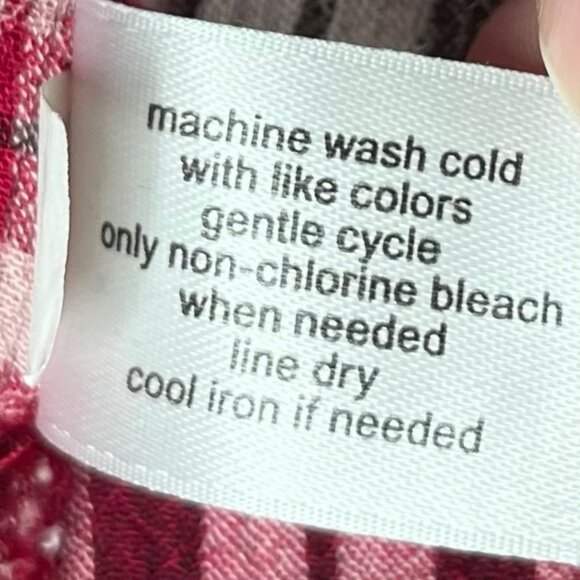 machine wash cold
with like colors
gentle cycle
only non-chlorine bleach
when needed
line dry
cool iron if needed